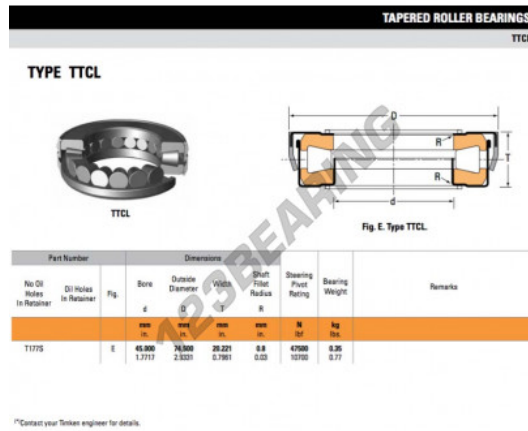 TAPERED ROLLER BEARINGS
TTCL
TYPE TTCL
D
R
T
R
d
TTCL
Fig. E. Type TTCL.
123BEARING
Part Number
Dimensions
No Oil Holes In Retainer
Oil Holes In Retainer
Fig.
Bore
Outside Diameter
Width
Shaft Fillet Radius
Steering Pivot Rating
Bearing Weight
Remarks
d
D
T
R
mm mm mm mm N kg
in. in. in. in. lbf lbs.
T177S E 45.000 74.500 20.221 0.8 47500 0.35
1.7717 2.9331 0.7961 0.03 10700 0.77
(*)Contact your Timken engineer for details.